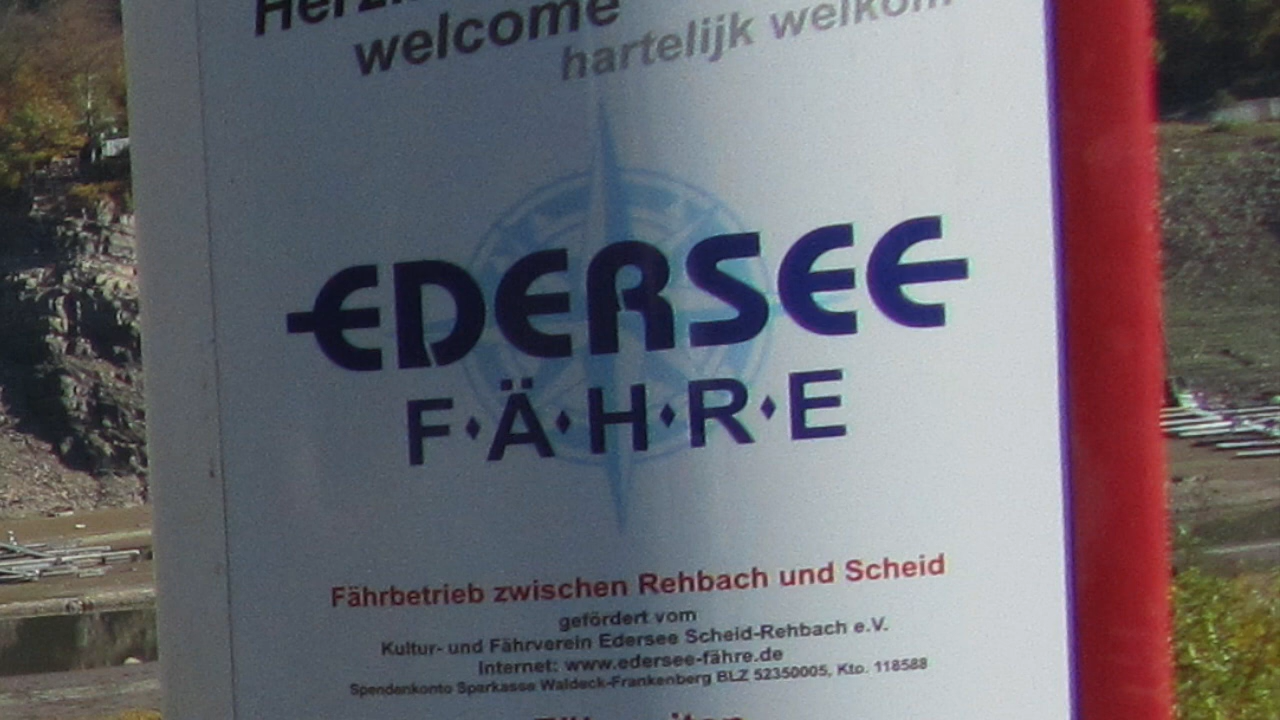 welcome
hartelijk welkom
EDERSEE
F·Ä·H·R·E
Fährbetrieb zwischen Rehbach und Scheid
gefördert vom
Kultur- und Fährverein Edersee Scheid-Rehbach e.V.
Internet: www.edersee-fähre.de
Spendenkonto Sparkasse Waldeck-Frankenberg BLZ 52350005, Kto. 118588